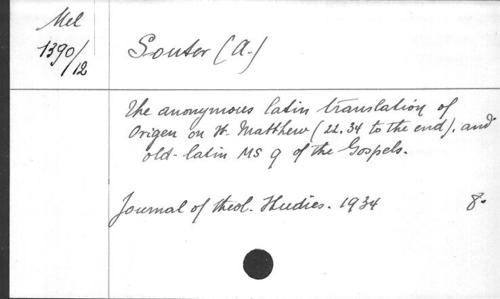 Mel
1390/12
Souter (A.)
The anonymous latin translation of
Origen on St. Matthew (22.34 to the end), and
old-latin MS q of the Gospels.
Journal of theol. Studies. 1934 8°